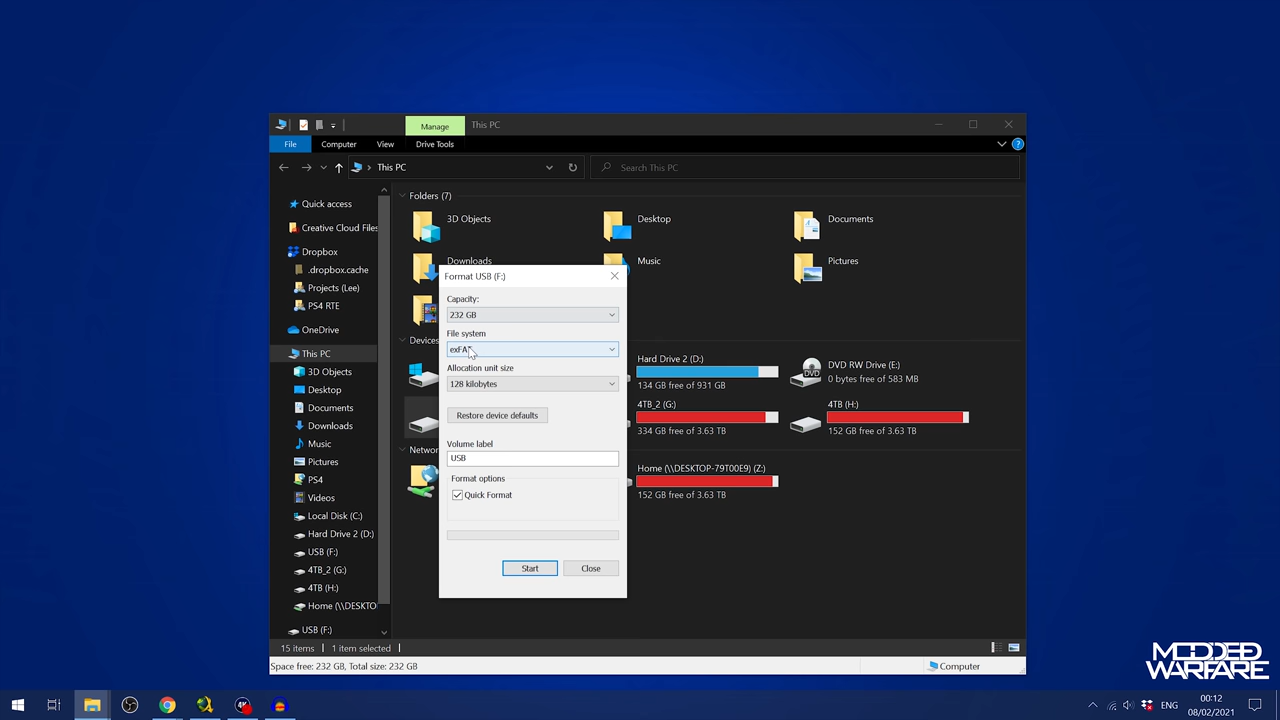 Manage
This PC
File
Computer
View
Drive Tools
This PC
Search This PC
Quick access
Creative Cloud Files
Dropbox
.dropbox.cache
Projects (Lee)
PS4 RTE
OneDrive
This PC
3D Objects
Desktop
Documents
Downloads
Music
Pictures
PS4
Videos
Local Disk (C:)
Hard Drive 2 (D:)
USB (F:)
4TB_2 (G:)
4TB (H:)
Home (\\DESKTO
USB (F:)
Folders (7)
3D Objects
Desktop
Documents
Downloads
Music
Pictures
Devices
Hard Drive 2 (D:)
134 GB free of 931 GB
DVD RW Drive (E:)
0 bytes free of 583 MB
DVD
4TB_2 (G:)
334 GB free of 3.63 TB
4TB (H:)
152 GB free of 3.63 TB
Network
Home (\\DESKTOP-79T00E9) (Z:)
152 GB free of 3.63 TB
Format USB (F:)
Capacity:
232 GB
File system
exFAT
Allocation unit size
128 kilobytes
Restore device defaults
Volume label
USB
Format options
Quick Format
Start
Close
15 items
1 item selected
Space free: 232 GB, Total size: 232 GB
Computer
MODDED
WARFARE
4K
ENG
00:12
08/02/2021